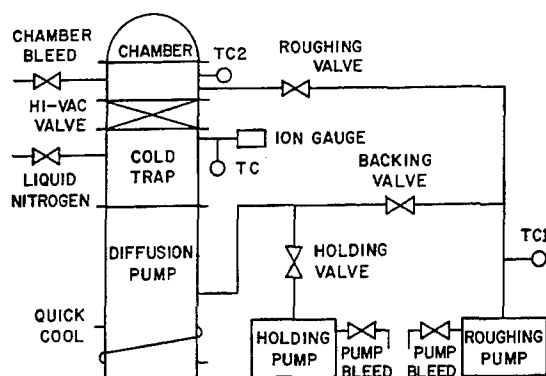 CHAMBER
BLEED
CHAMBER
TC2
ROUGHING
VALVE
HI-VAC
VALVE
ION GAUGE
TC
COLD
TRAP
LIQUID
NITROGEN
BACKING
VALVE
DIFFUSION
PUMP
HOLDING
VALVE
TC1
QUICK
COOL
HOLDING
PUMP
PUMP
BLEED
PUMP
BLEED
ROUGHING
PUMP